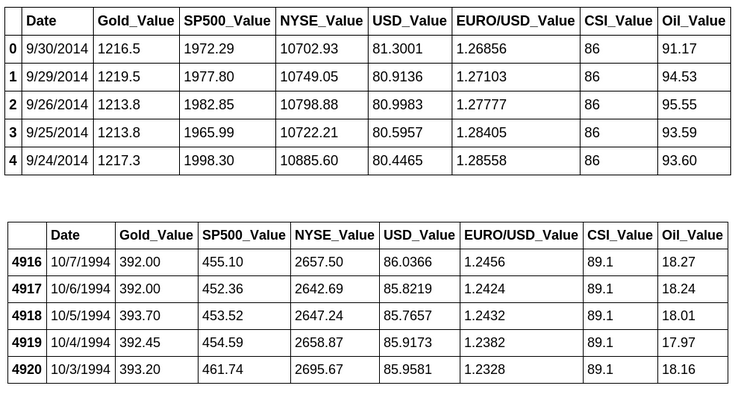 Date Gold_Value SP500_Value NYSE_Value USD_Value EURO/USD_Value CSI_Value Oil_Value
0 9/30/2014 1216.5 1972.29 10702.93 81.3001 1.26856 86 91.17
1 9/29/2014 1219.5 1977.80 10749.05 80.9136 1.27103 86 94.53
2 9/26/2014 1213.8 1982.85 10798.88 80.9983 1.27777 86 95.55
3 9/25/2014 1213.8 1965.99 10722.21 80.5957 1.28405 86 93.59
4 9/24/2014 1217.3 1998.30 10885.60 80.4465 1.28558 86 93.60
Date Gold_Value SP500_Value NYSE_Value USD_Value EURO/USD_Value CSI_Value Oil_Value
4916 10/7/1994 392.00 455.10 2657.50 86.0366 1.2456 89.1 18.27
4917 10/6/1994 392.00 452.36 2642.69 85.8219 1.2424 89.1 18.24
4918 10/5/1994 393.70 453.52 2647.24 85.7657 1.2432 89.1 18.01
4919 10/4/1994 392.45 454.59 2658.87 85.9173 1.2382 89.1 17.97
4920 10/3/1994 393.20 461.74 2695.67 85.9581 1.2328 89.1 18.16